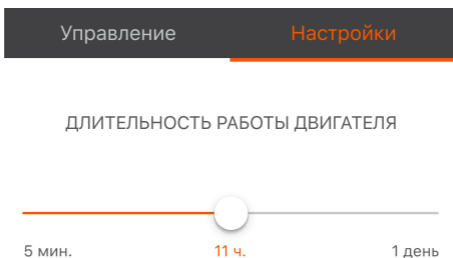 Управление Настройки
ДЛИТЕЛЬНОСТЬ РАБОТЫ ДВИГАТЕЛЯ
5 мин. 11 ч. 1 день